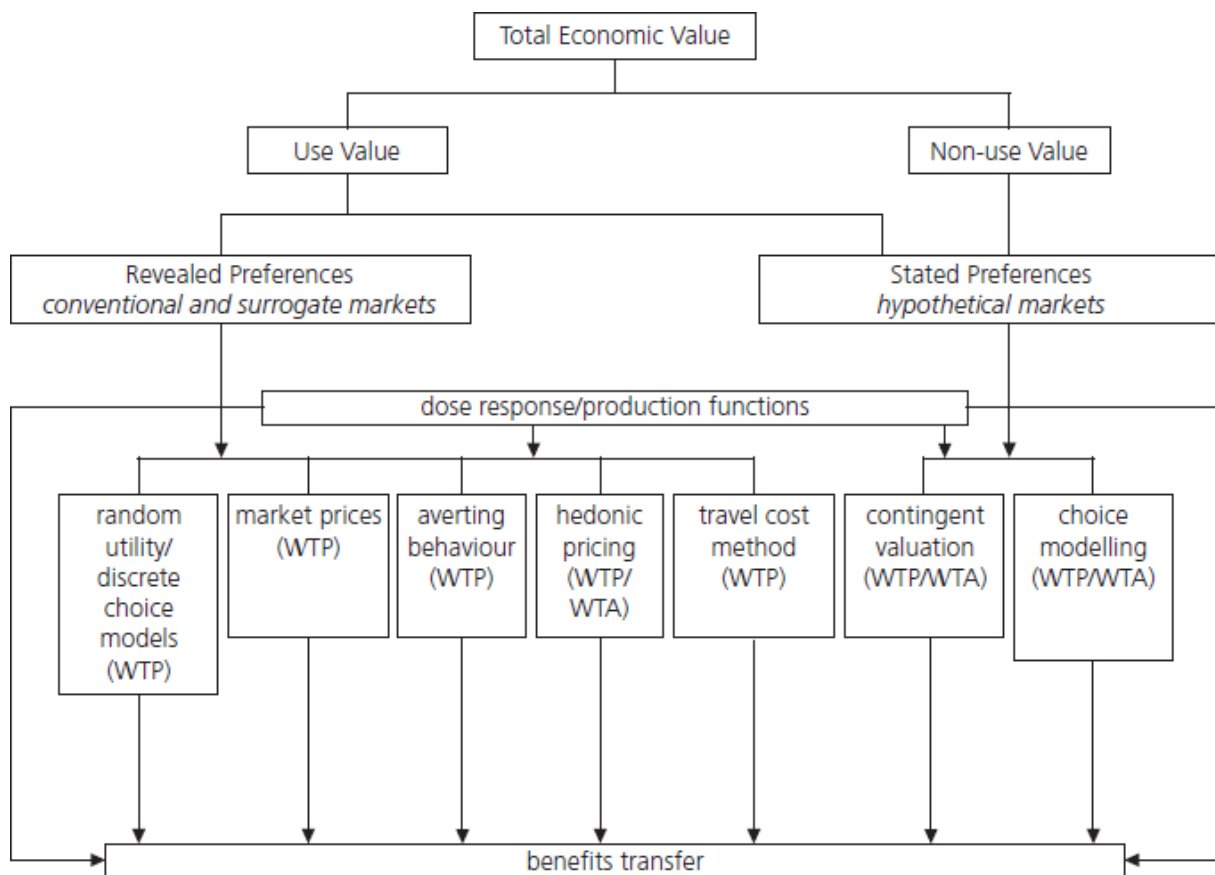 Total Economic Value
Use Value
Non-use Value
Revealed Preferences
conventional and surrogate markets
Stated Preferences
hypothetical markets
dose response/production functions
random
utility/
discrete
choice
models
(WTP)
market prices
(WTP)
averting
behaviour
(WTP)
hedonic
pricing
(WTP/
WTA)
travel cost
method
(WTP)
contingent
valuation
(WTP/WTA)
choice
modelling
(WTP/WTA)
benefits transfer